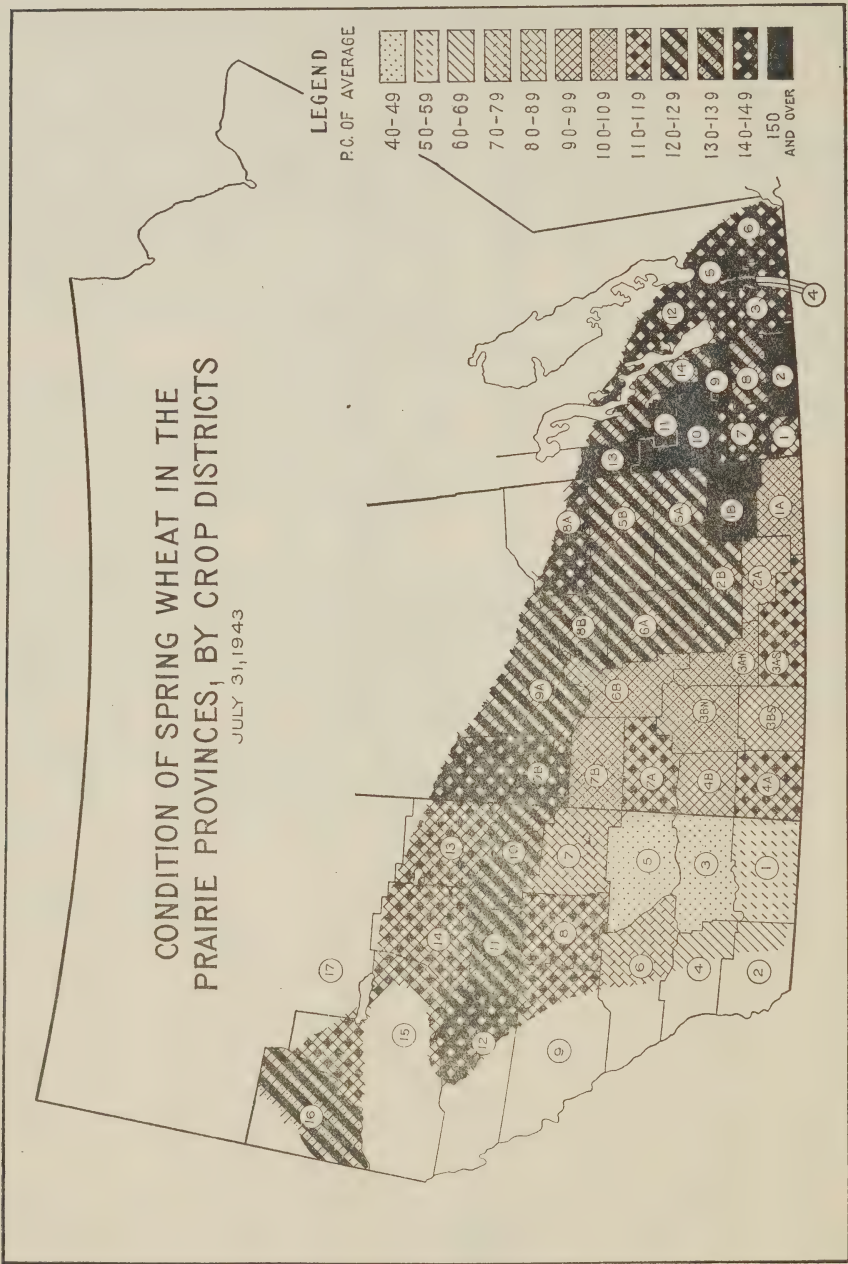 CONDITION OF SPRING WHEAT IN THE
PRAIRIE PROVINCES, BY CROP DISTRICTS
JULY 31, 1943
LEGEND
P.C. OF AVERAGE
40-49
50-59
60-69
70-79
80-89
90-99
100-109
110-119
120-129
130-139
140-149
150
AND OVER
16
17
15
14
13
12
11
10
9
8
7
6
5
4
3
2
1
9A
8B
8A
7B
7A
6B
6A
5B
5A
4B
4A
3BN
3BS
3AN
3AS
2B
2A
1B
1A
13
11
14
12
10
9
5
6
7
8
3
1
2
4